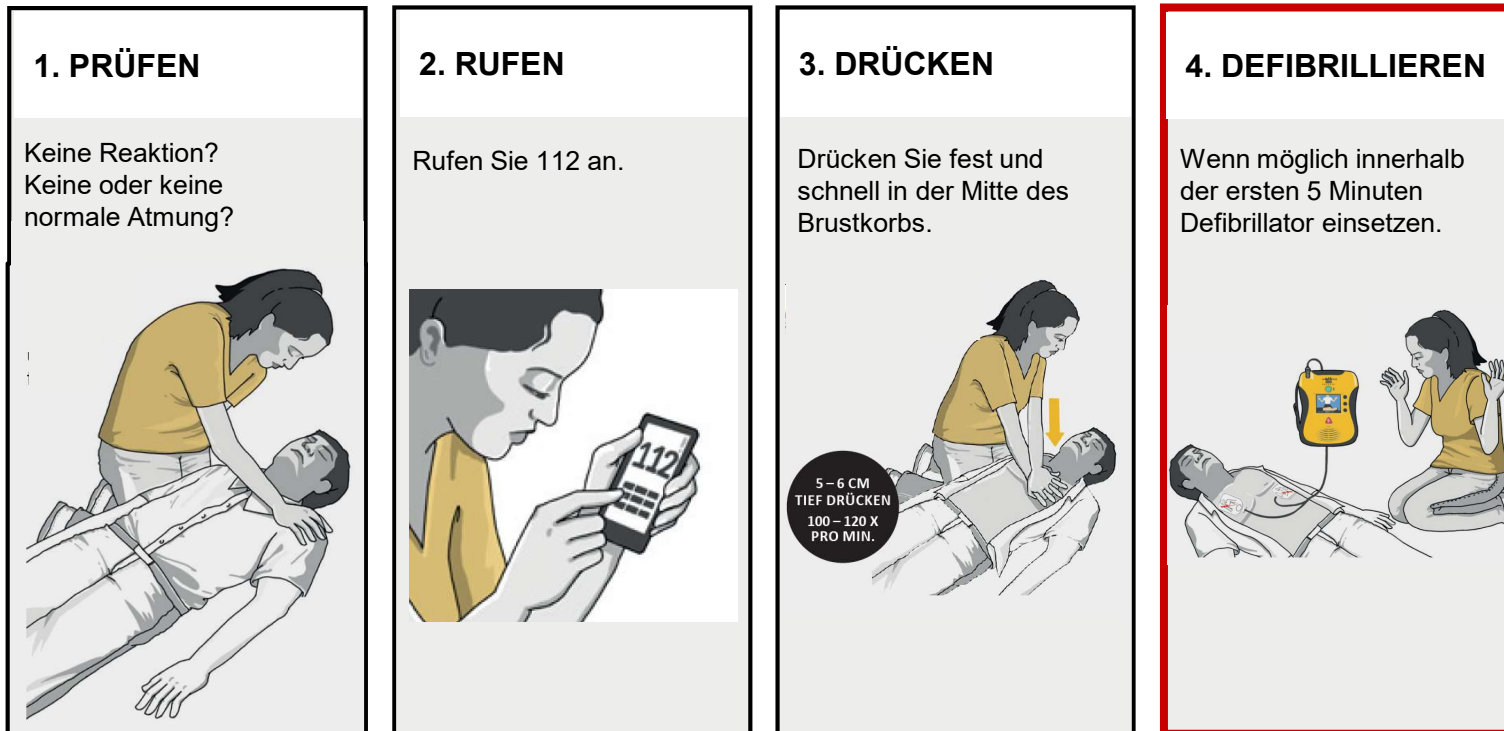 1. PRÜFEN
Keine Reaktion?
Keine oder keine
normale Atmung?
2. RUFEN
Rufen Sie 112 an.
112
3. DRÜCKEN
Drücken Sie fest und
schnell in der Mitte des
Brustkorbs.
5 – 6 CM
TIEF DRÜCKEN
100 – 120 X
PRO MIN.
4. DEFIBRILLIEREN
Wenn möglich innerhalb
der ersten 5 Minuten
Defibrillator einsetzen.